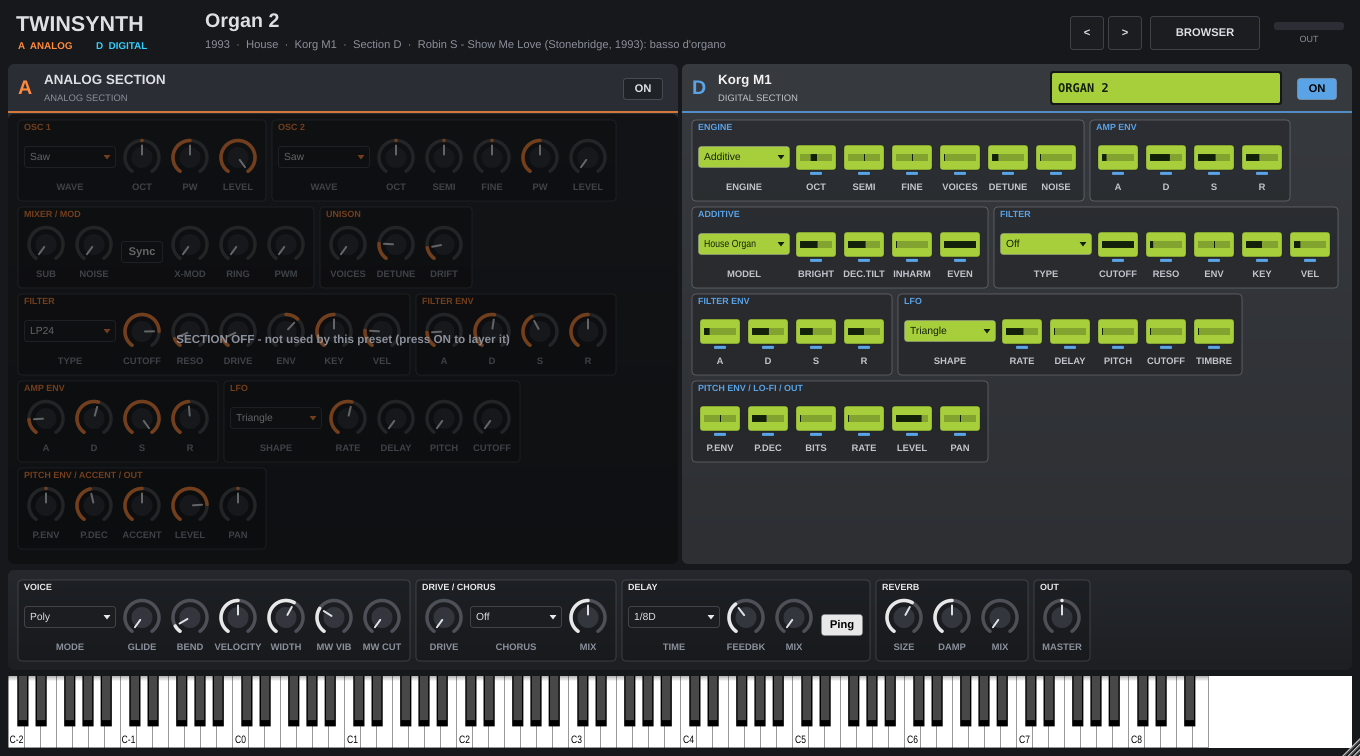 TWINSYNTH
A ANALOG D DIGITAL
Organ 2
1993 · House · Korg M1 · Section D · Robin S - Show Me Love (Stonebridge, 1993): basso d'organo
< > BROWSER
OUT
A ANALOG SECTION
ANALOG SECTION
ON
OSC 1
Saw
WAVE OCT PW LEVEL
OSC 2
Saw
WAVE OCT SEMI FINE PW LEVEL
MIXER / MOD
Sync
SUB NOISE X-MOD RING PWM
UNISON
VOICES DETUNE DRIFT
FILTER
LP24
TYPE CUTOFF RESO DRIVE ENV KEY VEL
FILTER ENV
A D S R
SECTION OFF - not used by this preset (press ON to layer it)
AMP ENV
A D S R
LFO
Triangle
SHAPE RATE DELAY PITCH CUTOFF
PITCH ENV / ACCENT / OUT
P.ENV P.DEC ACCENT LEVEL PAN
D Korg M1
DIGITAL SECTION
ORGAN 2
ON
ENGINE
Additive
ENGINE OCT SEMI FINE VOICES DETUNE NOISE
AMP ENV
A D S R
ADDITIVE
House Organ
MODEL BRIGHT DEC.TILT INHARM EVEN
FILTER
Off
TYPE CUTOFF RESO ENV KEY VEL
FILTER ENV
A D S R
LFO
Triangle
SHAPE RATE DELAY PITCH CUTOFF TIMBRE
PITCH ENV / LO-FI / OUT
P.ENV P.DEC BITS RATE LEVEL PAN
VOICE
Poly
MODE GLIDE BEND VELOCITY WIDTH MW VIB MW CUT
DRIVE / CHORUS
Off
DRIVE CHORUS MIX
DELAY
1/8D
Ping
TIME FEEDBK MIX
REVERB
SIZE DAMP MIX
OUT
MASTER
C-2 C-1 C0 C1 C2 C3 C4 C5 C6 C7 C8